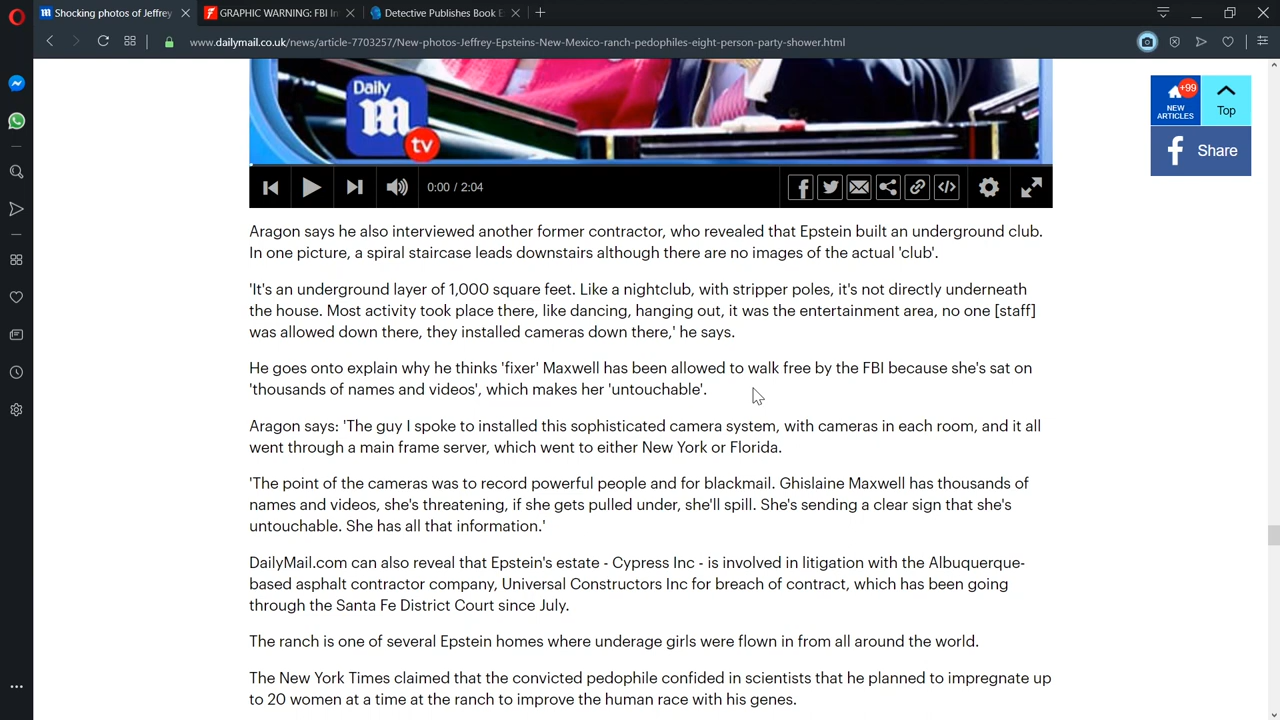 Shocking photos of Jeffrey
GRAPHIC WARNING: FBI In
Detective Publishes Book E
www.dailymail.co.uk/news/article-7703257/New-photos-Jeffrey-Epsteins-New-Mexico-ranch-pedophiles-eight-person-party-shower.html
Daily
M
tv
+99
NEW
ARTICLES
Top
f Share
0:00 / 2:04
Aragon says he also interviewed another former contractor, who revealed that Epstein built an underground club.
In one picture, a spiral staircase leads downstairs although there are no images of the actual 'club'.
'It's an underground layer of 1,000 square feet. Like a nightclub, with stripper poles, it's not directly underneath
the house. Most activity took place there, like dancing, hanging out, it was the entertainment area, no one [staff]
was allowed down there, they installed cameras down there,' he says.
He goes onto explain why he thinks 'fixer' Maxwell has been allowed to walk free by the FBI because she's sat on
'thousands of names and videos', which makes her 'untouchable'.
Aragon says: 'The guy I spoke to installed this sophisticated camera system, with cameras in each room, and it all
went through a main frame server, which went to either New York or Florida.
'The point of the cameras was to record powerful people and for blackmail. Ghislaine Maxwell has thousands of
names and videos, she's threatening, if she gets pulled under, she'll spill. She's sending a clear sign that she's
untouchable. She has all that information.'
DailyMail.com can also reveal that Epstein's estate - Cypress Inc - is involved in litigation with the Albuquerque-
based asphalt contractor company, Universal Constructors Inc for breach of contract, which has been going
through the Santa Fe District Court since July.
The ranch is one of several Epstein homes where underage girls were flown in from all around the world.
The New York Times claimed that the convicted pedophile confided in scientists that he planned to impregnate up
to 20 women at a time at the ranch to improve the human race with his genes.